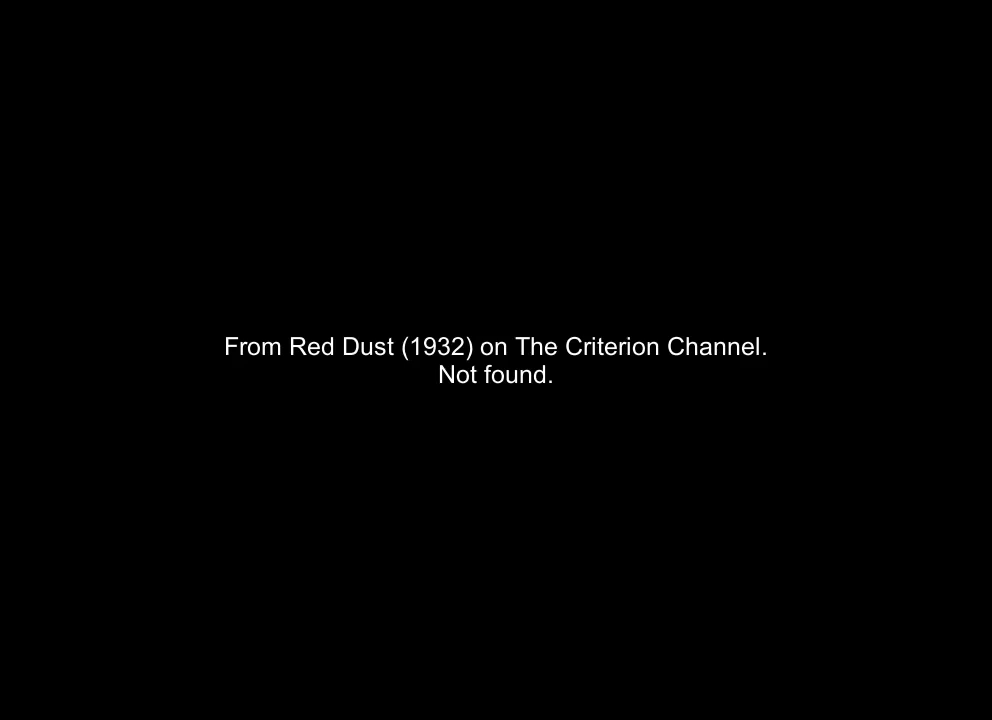 From Red Dust (1932) on The Criterion Channel.
Not found.